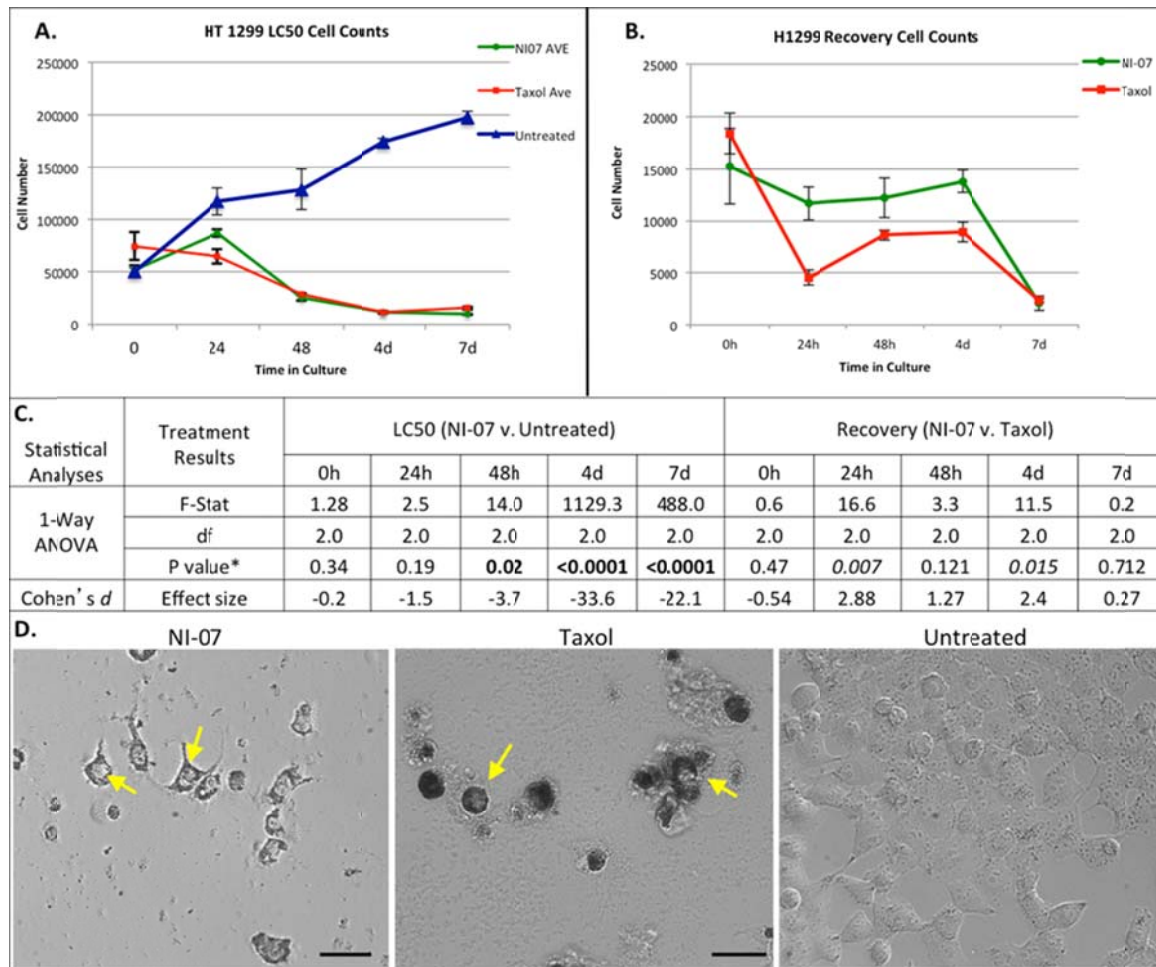 A.
HT 1299 LC50 Cell Counts
NI07 AVE
Taxol Ave
Untreated
250000
200000
150000
100000
50000
0
Cell Number
0 24 48 4d 7d
Time in Culture
B.
H1299 Recovery Cell Counts
NI-07
Taxol
25000
20000
15000
10000
5000
0
Cell Number
0h 24h 48h 4d 7d
Time in Culture
C.
Statistical Analyses Treatment Results LC50 (NI-07 v. Untreated) Recovery (NI-07 v. Taxol)
0h 24h 48h 4d 7d 0h 24h 48h 4d 7d
1-Way ANOVA
F-Stat 1.28 2.5 14.0 1129.3 488.0 0.6 16.6 3.3 11.5 0.2
df 2.0 2.0 2.0 2.0 2.0 2.0 2.0 2.0 2.0 2.0
P value* 0.34 0.19 0.02 <0.0001 <0.0001 0.47 0.007 0.121 0.015 0.712
Cohen's d Effect size -0.2 -1.5 -3.7 -33.6 -22.1 -0.54 2.88 1.27 2.4 0.27
D.
NI-07 Taxol Untreated